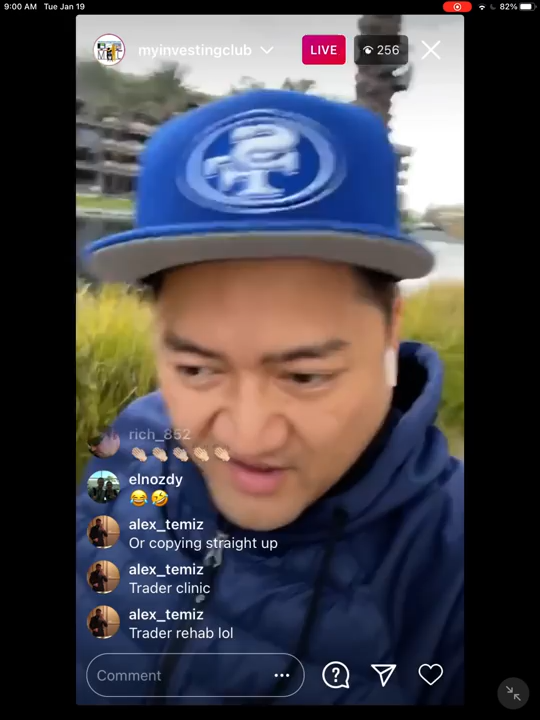 9:00 AM Tue Jan 19
82%
myinvestingclub
LIVE
256
rich_852
👏🏻👏🏻👏🏻👏🏻👏🏻
elnozdy
😂🤣
alex_temiz
Or copying straight up
alex_temiz
Trader clinic
alex_temiz
Trader rehab lol
Comment